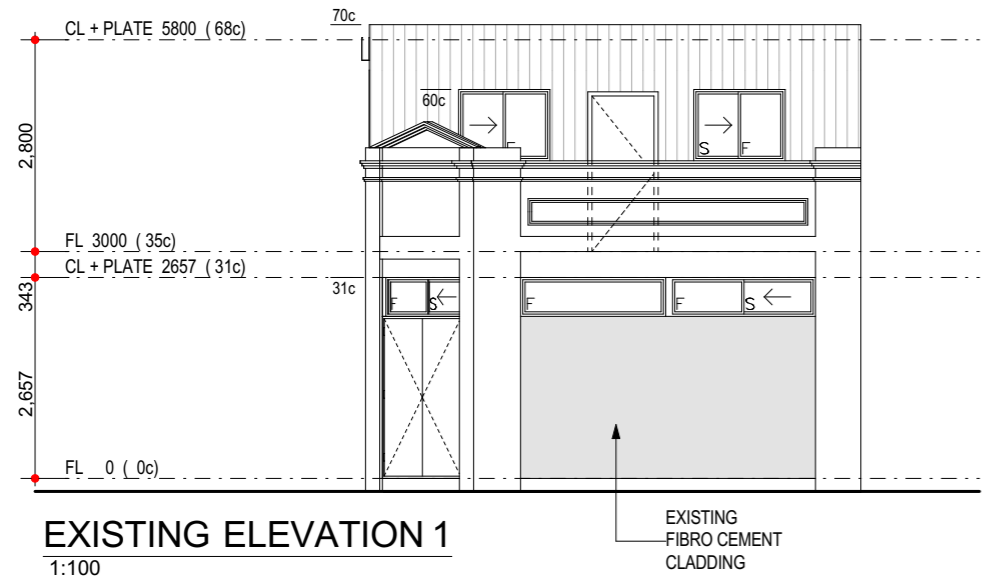 70c
CL + PLATE 5800 (68c)
60c
2,800
F
S F
FL 3000 (35c)
CL + PLATE 2657 (31c)
343
31c
F S
F
F S
2,657
FL 0 ( 0c)
EXISTING ELEVATION 1
1:100
EXISTING
FIBRO CEMENT
CLADDING